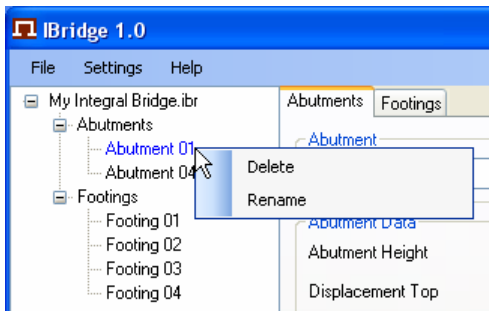 IBridge 1.0
File Settings Help
My Integral Bridge.ibr
Abutments
Abutment 01
Abutment 04
Footings
Footing 01
Footing 02
Footing 03
Footing 04
Abutments Footings
Abutment
Delete
Rename
Abutment Data
Abutment Height
Displacement Top